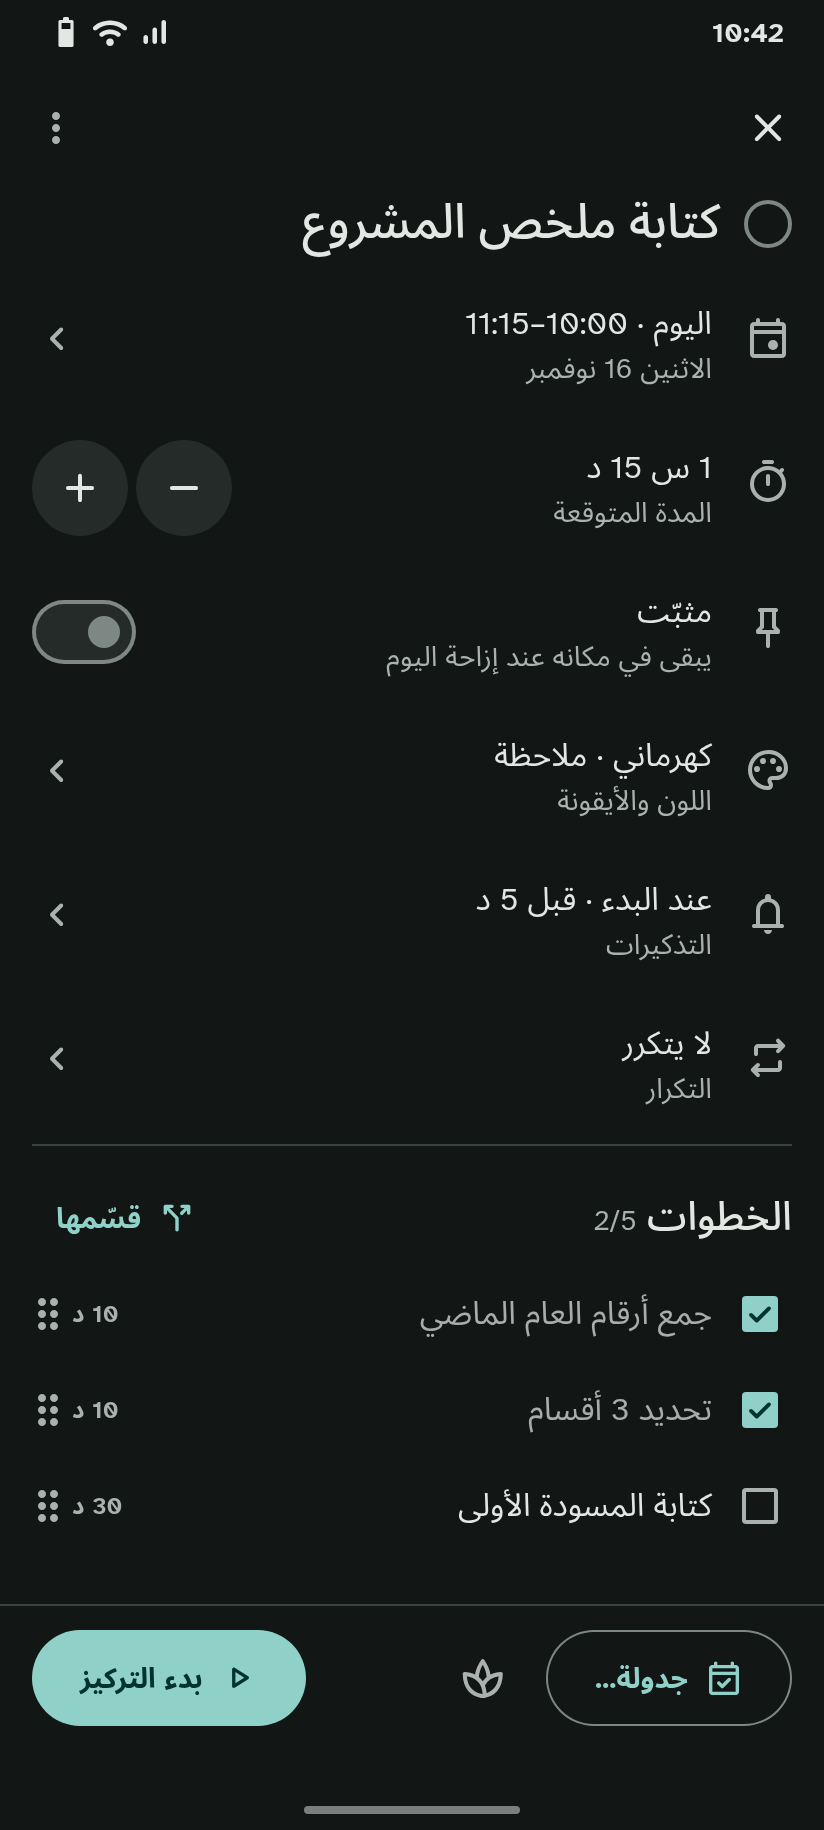 10:42
كتابة ملخص المشروع
اليوم · 10:00–11:15
الاثنين 16 نوفمبر
1 س 15 د
المدة المتوقعة
مثبّت
يبقى في مكانه عند إزاحة اليوم
كهرماني · ملاحظة
اللون والأيقونة
عند البدء · قبل 5 د
التذكيرات
لا يتكرر
التكرار
الخطوات 2/5
قسّمها
جمع أرقام العام الماضي 10 د
تحديد 3 أقسام 10 د
كتابة المسودة الأولى 30 د
جدولة...
بدء التركيز